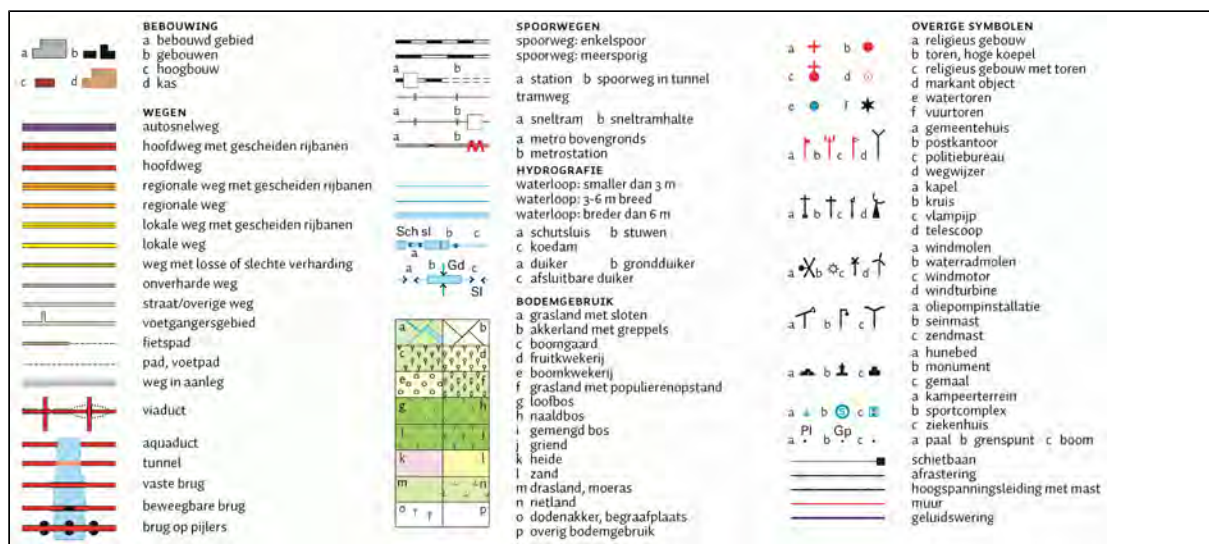 BEBOUWING
a b
a bebouwd gebied
b gebouwen
c d
c hoogbouw
d kas
WEGEN
autosnelweg
hoofdweg met gescheiden rijbanen
hoofdweg
regionale weg met gescheiden rijbanen
regionale weg
lokale weg met gescheiden rijbanen
lokale weg
weg met losse of slechte verharding
onverharde weg
straat/overige weg
voetgangersgebied
fietspad
pad, voetpad
weg in aanleg
viaduct
aquaduct
tunnel
vaste brug
beweegbare brug
brug op pijlers
SPOORWEGEN
spoorweg: enkelspoor
spoorweg: meersporig
a b
a station b spoorweg in tunnel
tramweg
a b
a sneltram b sneltramhalte
a b
a metro bovengronds
b metrostation
HYDROGRAFIE
waterloop: smaller dan 3 m
waterloop: 3-6 m breed
waterloop: breder dan 6 m
Sch sl b c
a
a schutsluis b stuwen
c koedam
a b Gd c
Sl
a duiker b grondduiker
c afsluitbare duiker
BODEMGEBRUIK
a b
c d
e f
g h
i j
k l
m n
o p
a grasland met sloten
b akkerland met greppels
c boomgaard
d fruitkwekerij
e boomkwekerij
f grasland met populierenopstand
g loofbos
h naaldbos
i gemengd bos
j griend
k heide
l zand
m drasland, moeras
n rietland
o dodenakker, begraafplaats
p overig bodemgebruik
OVERIGE SYMBOLEN
a b
c d
e f
a religieus gebouw
b toren, hoge koepel
c religieus gebouw met toren
d markant object
e watertoren
f vuurtoren
a b c d
a gemeentehuis
b postkantoor
c politiebureau
d wegwijzer
a b c d
a kapel
b kruis
c vlampijp
d telescoop
a b c d
a windmolen
b waterradmolen
c windmotor
d windturbine
a b c
a oliepompinstallatie
b seinmast
c zendmast
a b c
a hunebed
b monument
c gemaal
a b S c
a kampeerterrein
b sportcomplex
c ziekenhuis
Pl Gp
a b c
a paal b grenspunt c boom
schietbaan
afrastering
hoogspanningsleiding met mast
muur
geluidswering